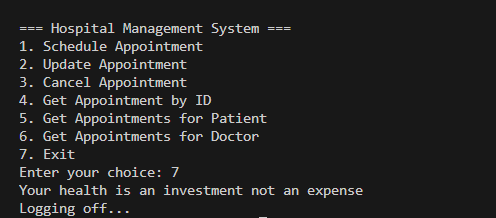 === Hospital Management System ===
1. Schedule Appointment
2. Update Appointment
3. Cancel Appointment
4. Get Appointment by ID
5. Get Appointments for Patient
6. Get Appointments for Doctor
7. Exit
Enter your choice: 7
Your health is an investment not an expense
Logging off...